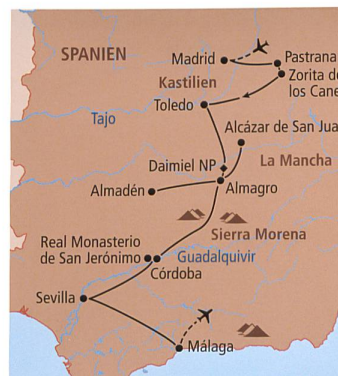 SPANIEN
Madrid
Pastrana
Kastilien
Zorita de
los Cane
Toledo
Tajo
Alcázar de San Jua
Daimiel NP
La Mancha
Almadén
Almagro
Sierra Morena
Real Monasterio
de San Jerónimo
Guadalquivir
Córdoba
Sevilla
Málaga